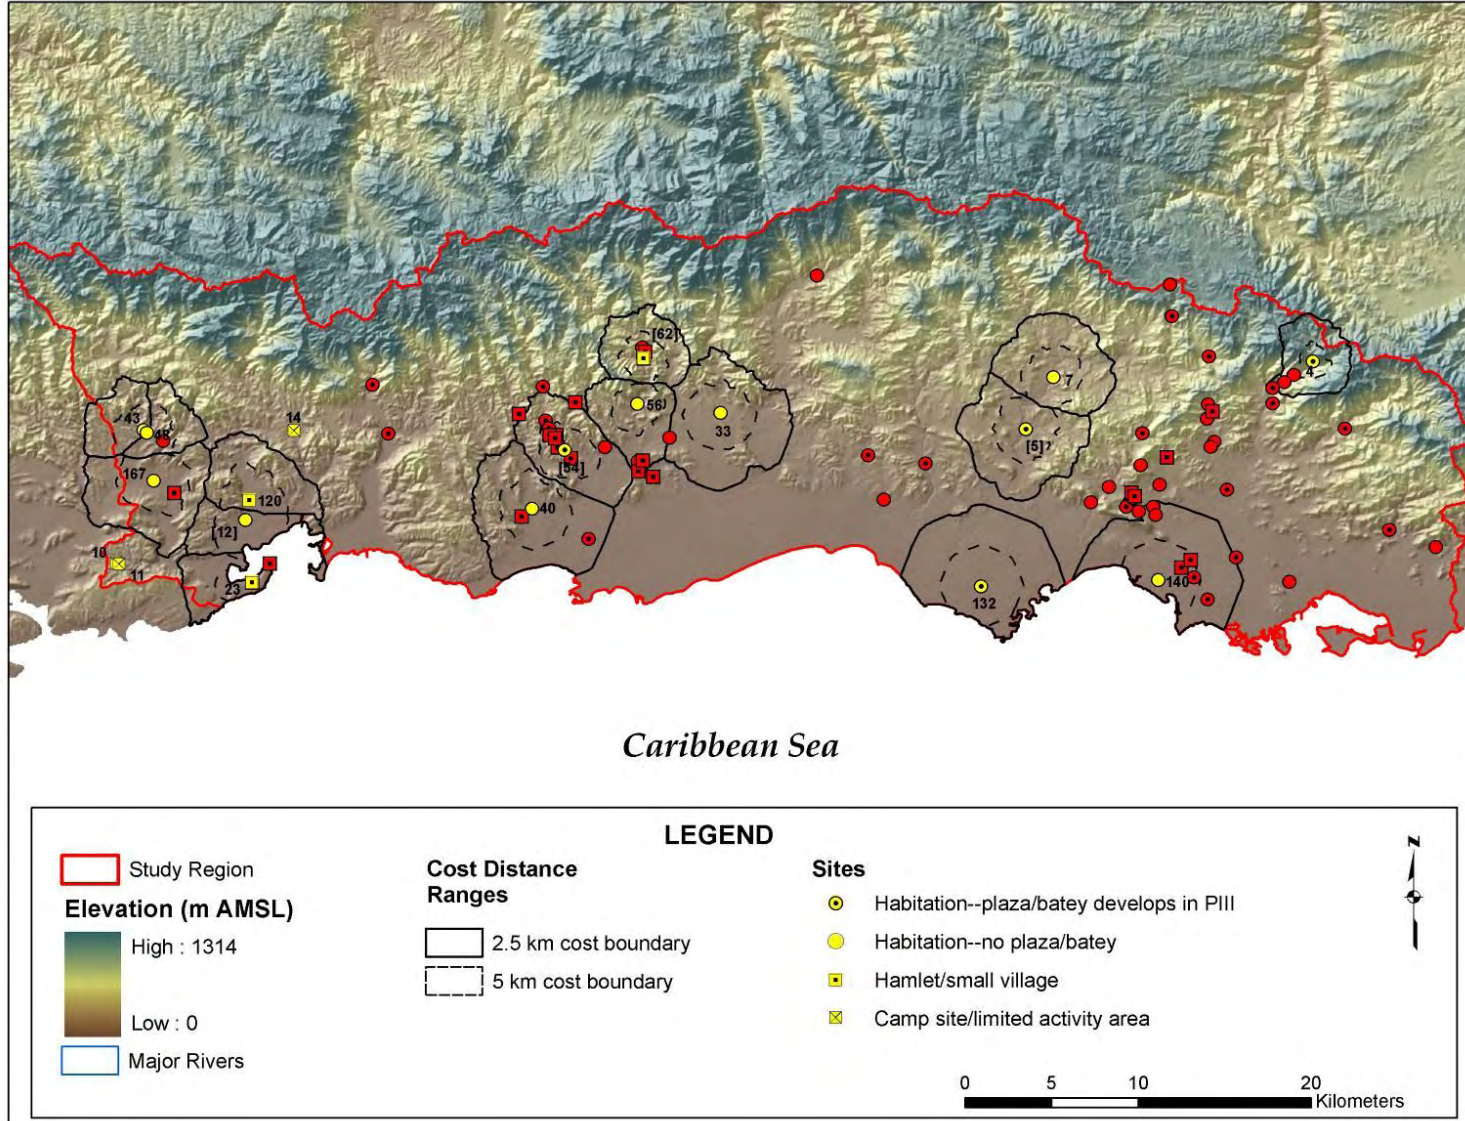 [62]
4
7
43
48
14
56
33
[5]?
[54]
167
120
40
[12]
10
11
23
132
140
Caribbean Sea
LEGEND
Study Region
Elevation (m AMSL)
High : 1314
Low : 0
Major Rivers
Cost Distance
Ranges
2.5 km cost boundary
5 km cost boundary
Sites
Habitation--plaza/batey develops in PIII
Habitation--no plaza/batey
Hamlet/small village
Camp site/limited activity area
N
0 5 10 20
Kilometers